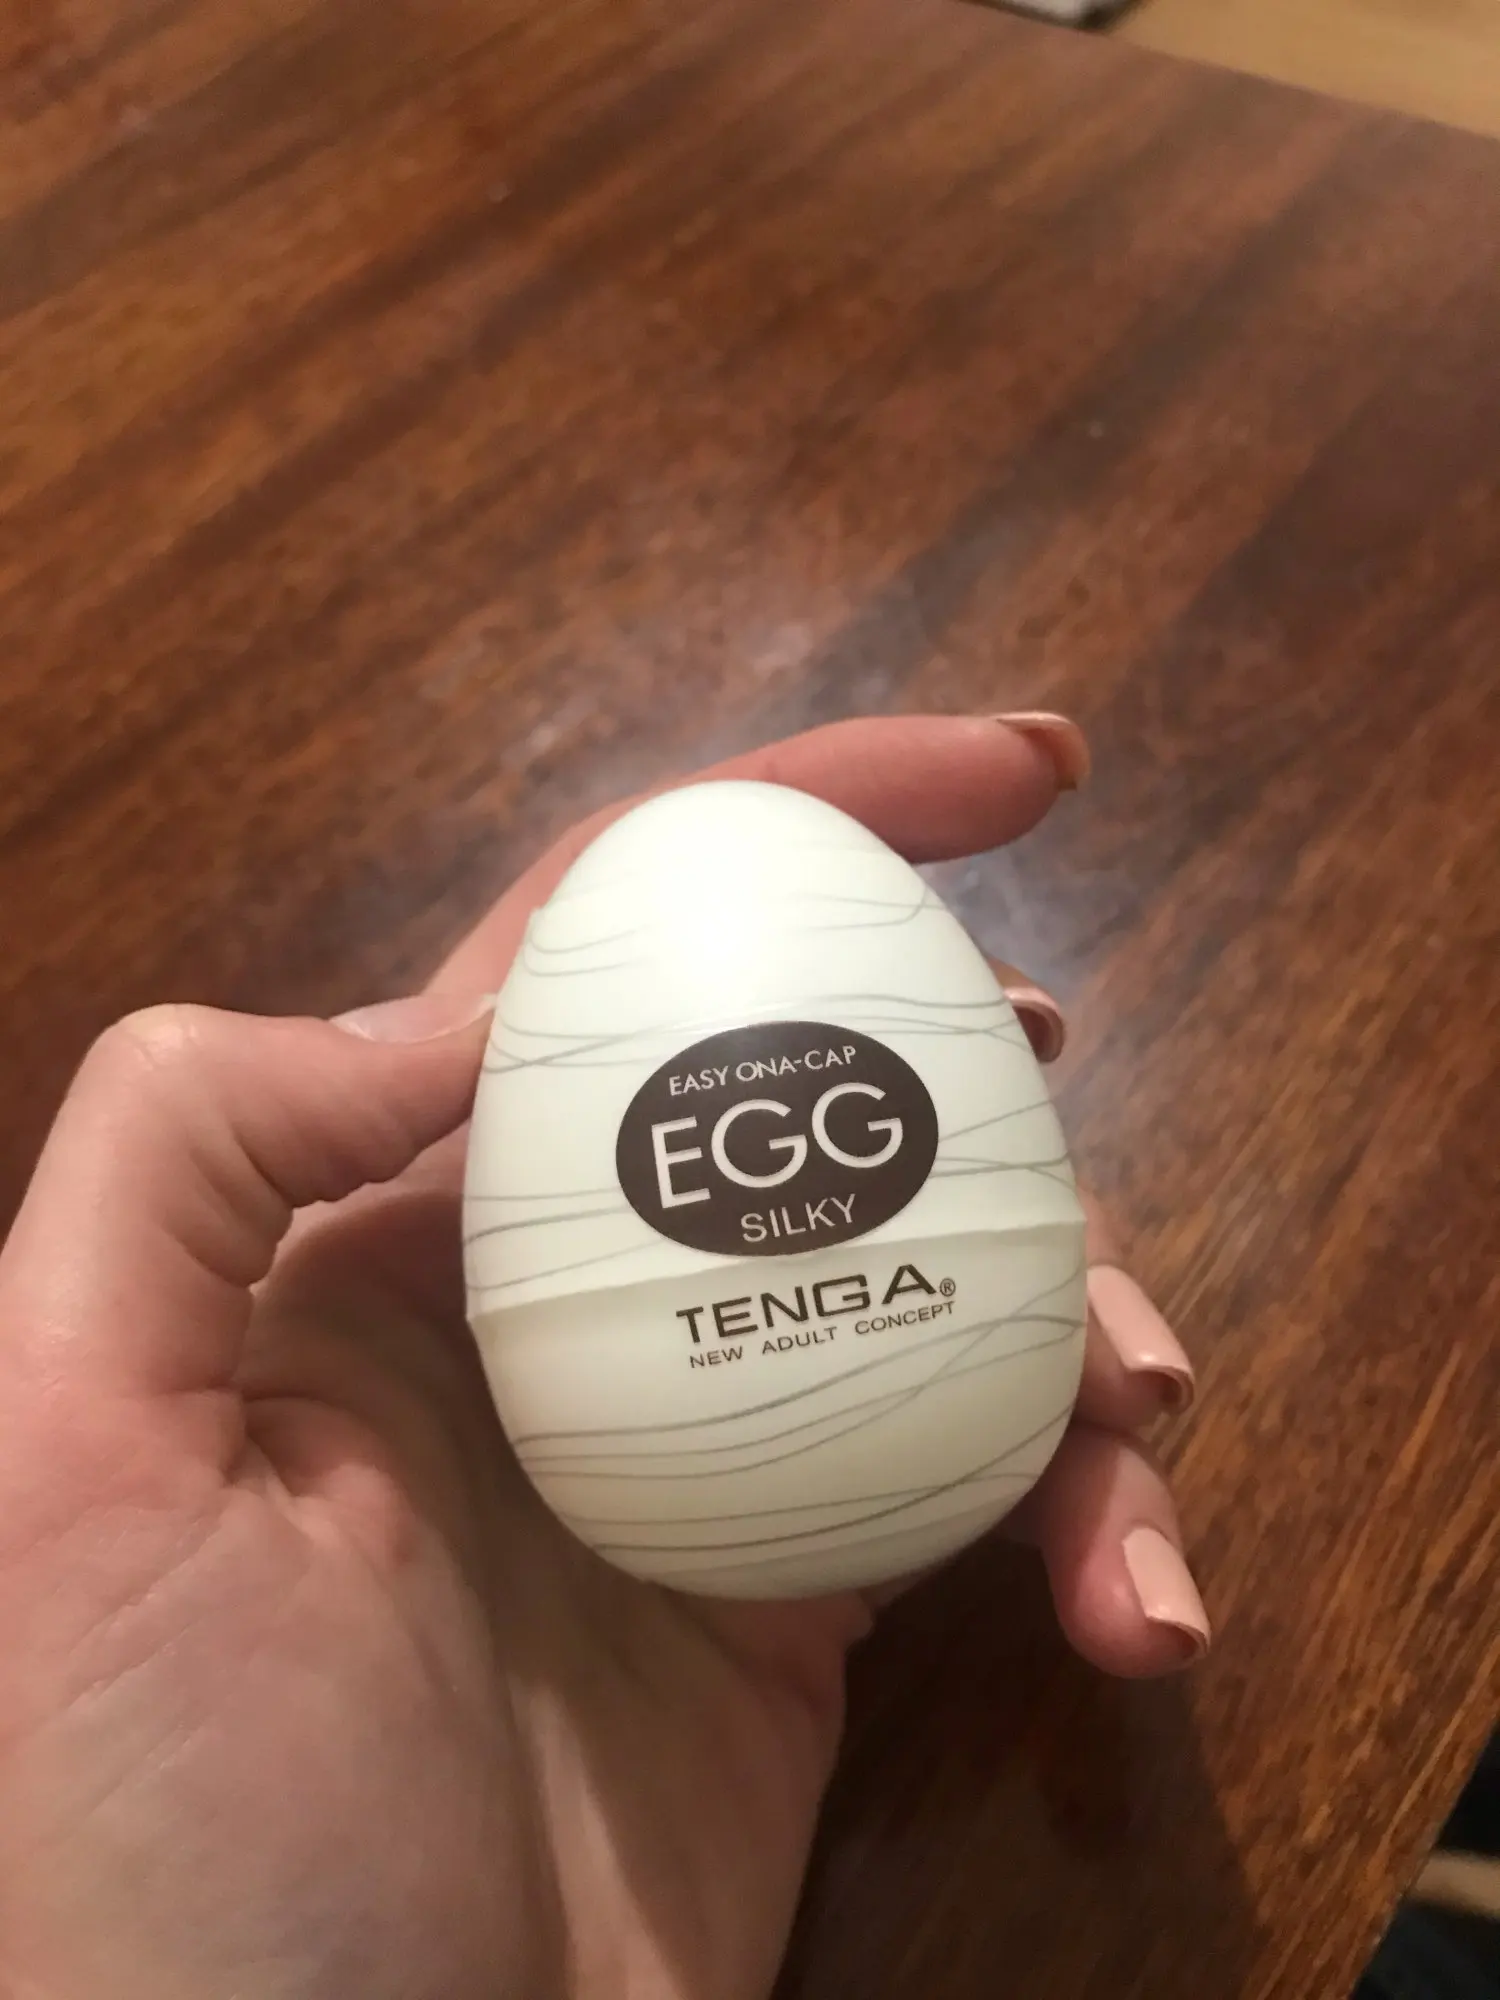 EASY ONA-CAP
EGG
SILKY
TENGA®
NEW ADULT CONCEPT